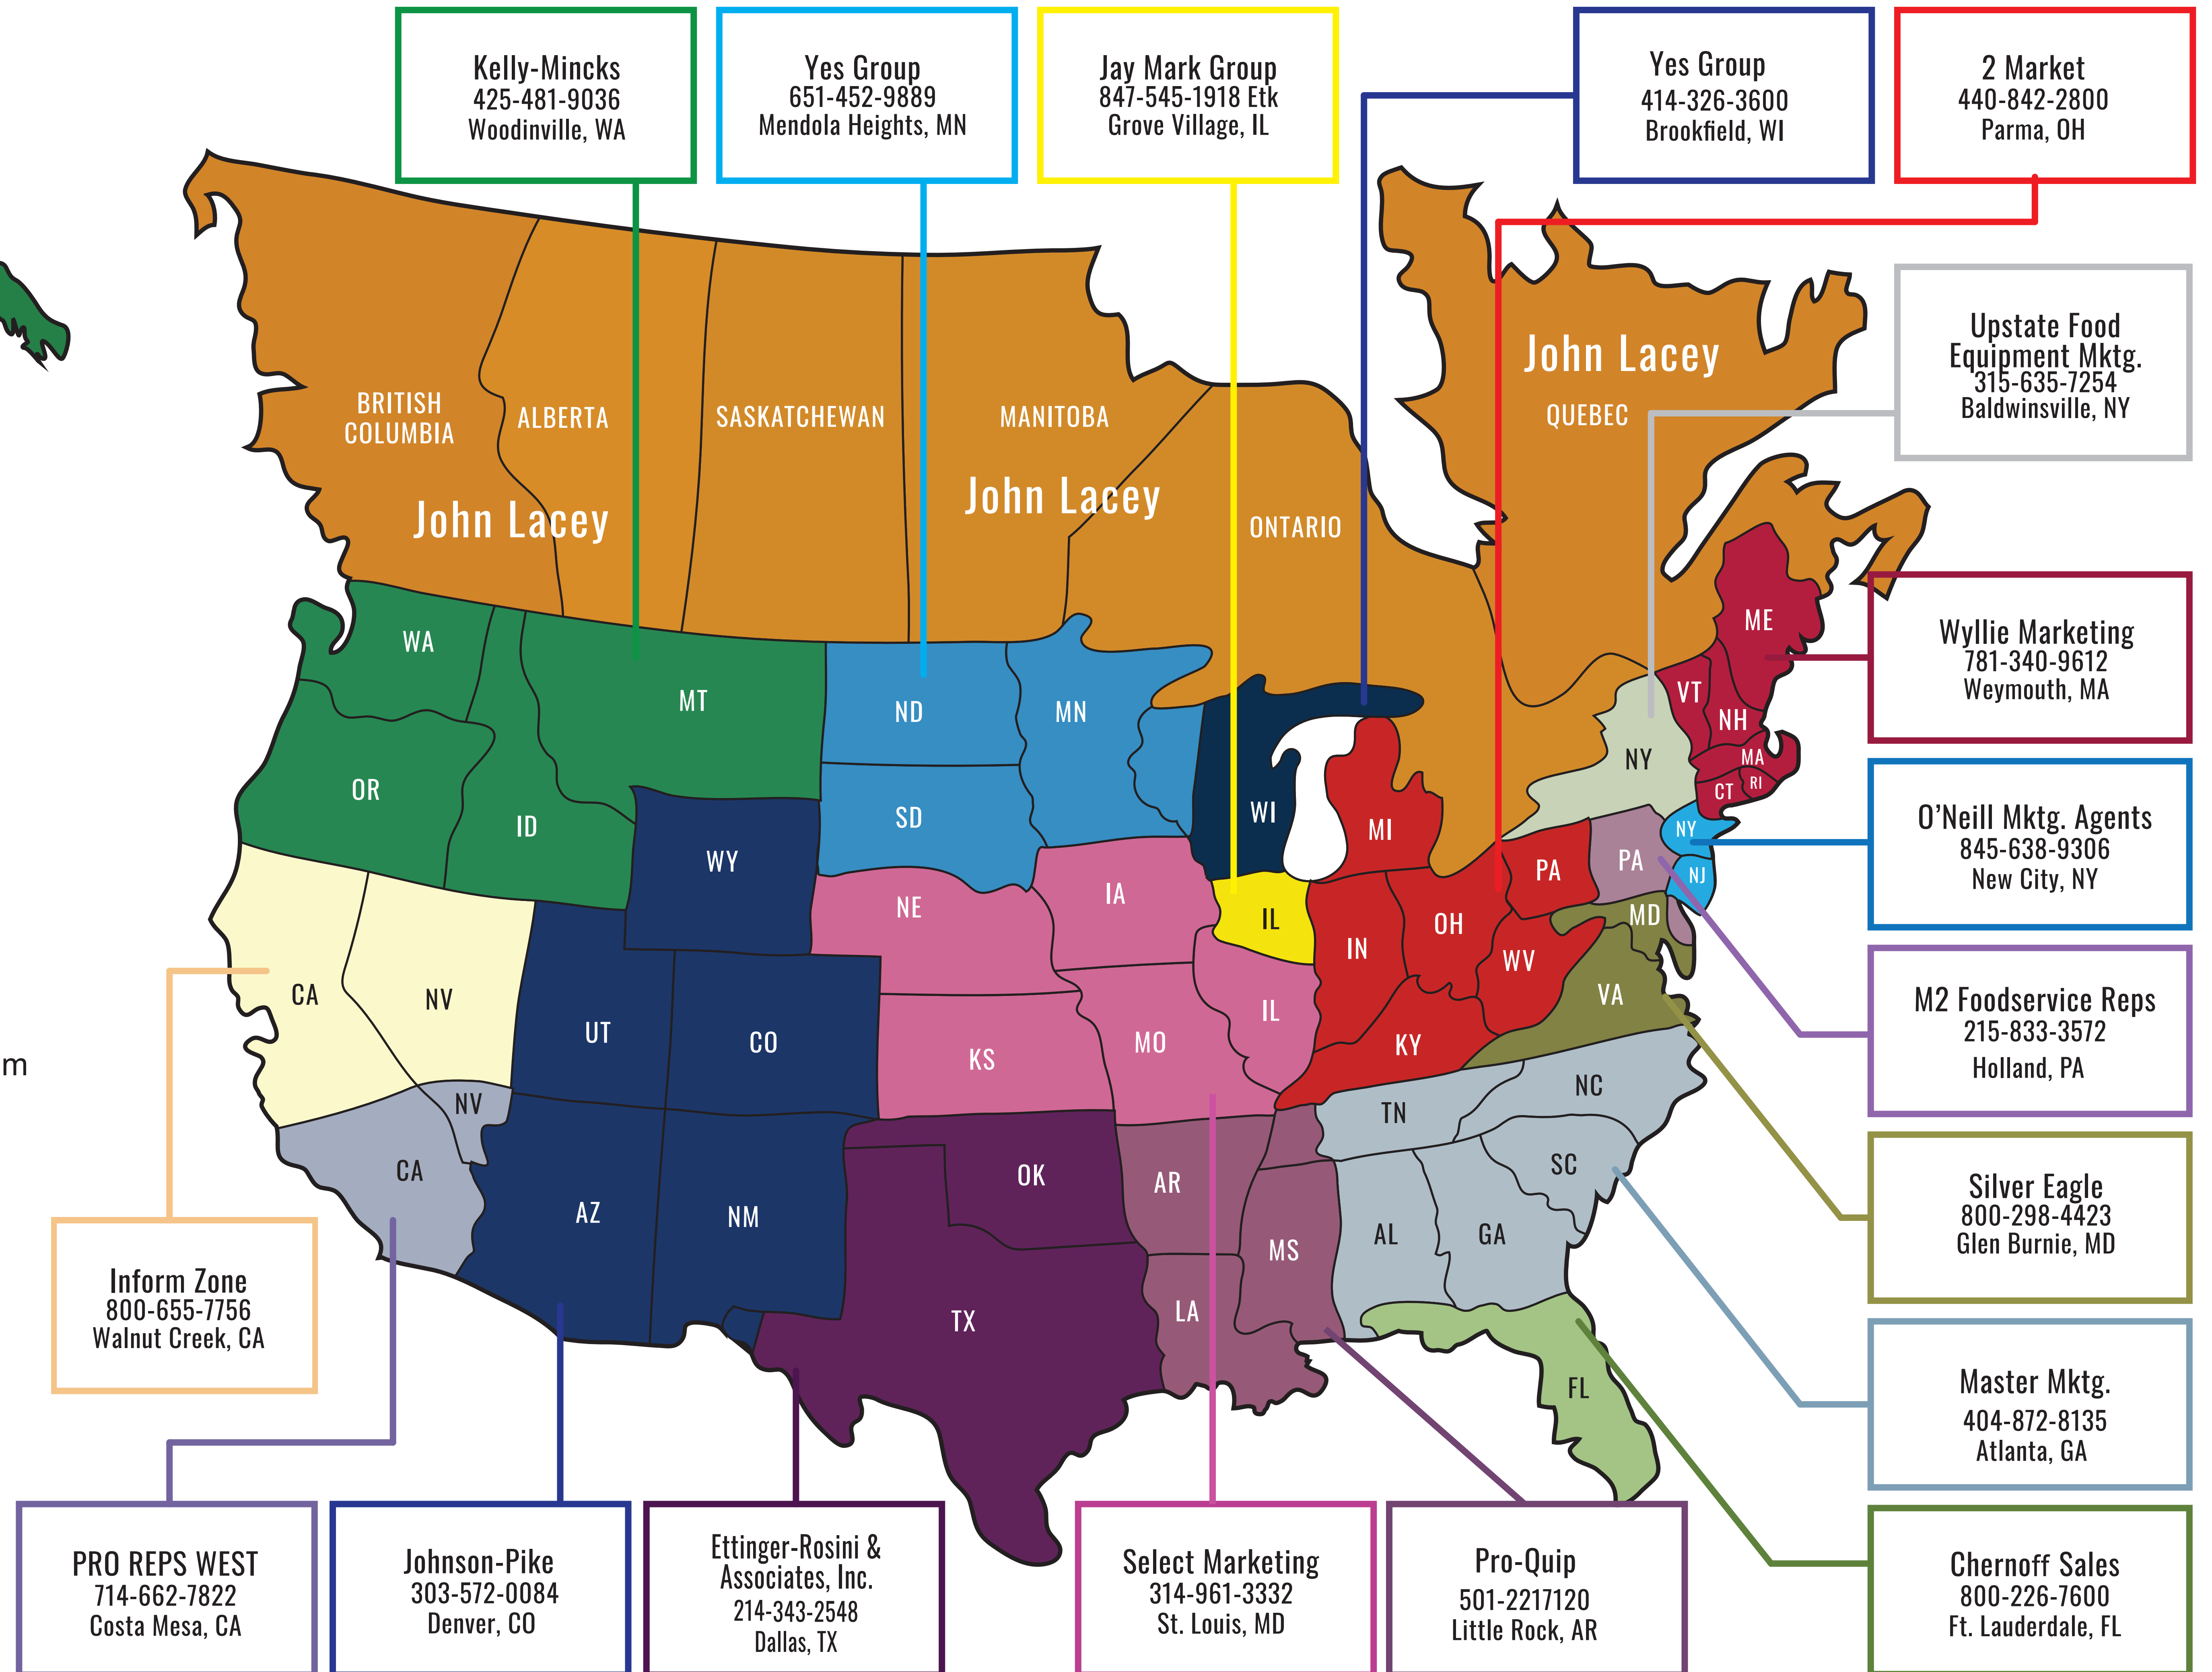 Kelly-Mincks
425-481-9036
Woodinville, WA
Yes Group
651-452-9889
Mendola Heights, MN
Jay Mark Group
847-545-1918 Etk
Grove Village, IL
Yes Group
414-326-3600
Brookfield, WI
2 Market
440-842-2800
Parma, OH
Upstate Food
Equipment Mktg.
315-635-7254
Baldwinsville, NY
John Lacey
QUEBEC
BRITISH
COLUMBIA
ALBERTA
SASKATCHEWAN
MANITOBA
John Lacey
John Lacey
ONTARIO
Wyllie Marketing
781-340-9612
Weymouth, MA
ME
WA
MT
ND
MN
VT
NH
NY
MA
CT
RI
OR
ID
WY
SD
WI
MI
NY
PA
PA
NJ
O'Neill Mktg. Agents
845-638-9306
New City, NY
NE
IA
IL
IN
OH
WV
MD
VA
CA
NV
UT
CO
KS
MO
IL
KY
M2 Foodservice Reps
215-833-3572
Holland, PA
m
NV
CA
AZ
NM
OK
TX
AR
LA
MS
TN
NC
SC
AL
GA
FL
Silver Eagle
800-298-4423
Glen Burnie, MD
Inform Zone
800-655-7756
Walnut Creek, CA
Master Mktg.
404-872-8135
Atlanta, GA
PRO REPS WEST
714-662-7822
Costa Mesa, CA
Johnson-Pike
303-572-0084
Denver, CO
Ettinger-Rosini &
Associates, Inc.
214-343-2548
Dallas, TX
Select Marketing
314-961-3332
St. Louis, MD
Pro-Quip
501-2217120
Little Rock, AR
Chernoff Sales
800-226-7600
Ft. Lauderdale, FL